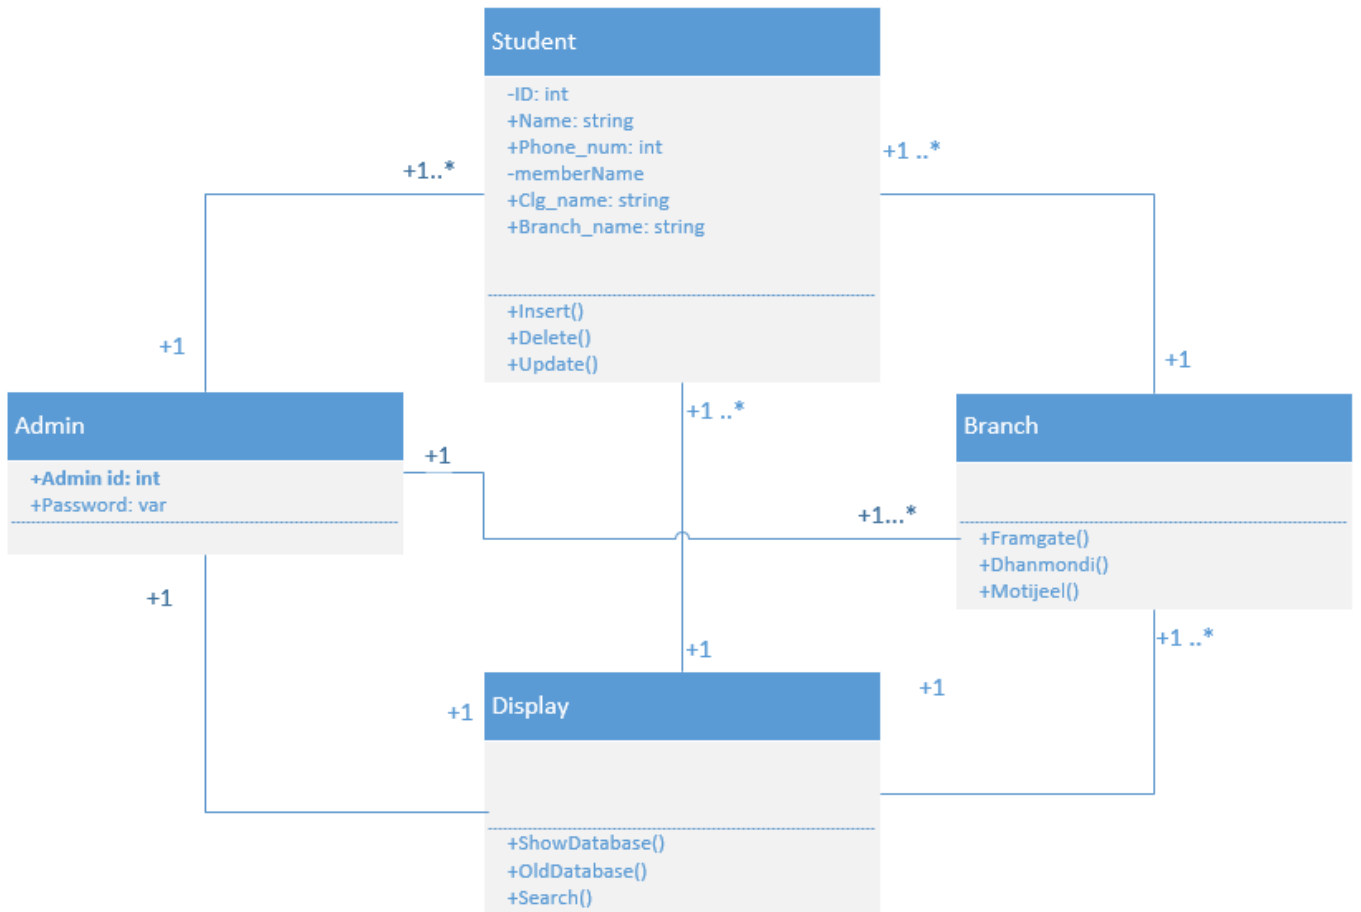 Student
-ID: int
+Name: string
+Phone_num: int
-memberName
+Clg_name: string
+Branch_name: string
+Insert()
+Delete()
+Update()
+1..*
+1 ..*
+1
+1
+1 ..*
Admin
+Admin id: int
+Password: var
+1
+1...*
Branch
+Framgate()
+Dhanmondi()
+Motijeel()
+1
+1 ..*
+1
+1
+1
Display
+ShowDatabase()
+OldDatabase()
+Search()